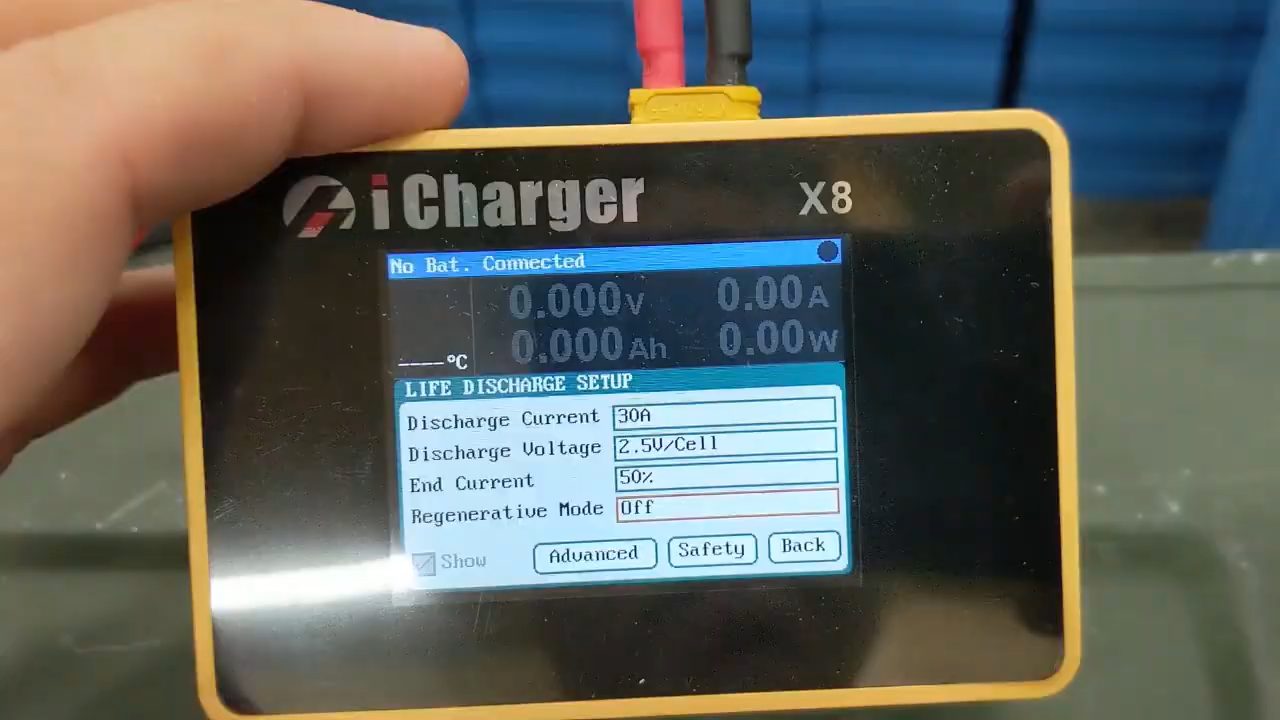 iCharger X8
No Bat. Connected
0.000V 0.00A
0.000Ah 0.00W
----°C
LIFE DISCHARGE SETUP
Discharge Current 30A
Discharge Voltage 2.5V/Cell
End Current 50%
Regenerative Mode Off
Show Advanced Safety Back